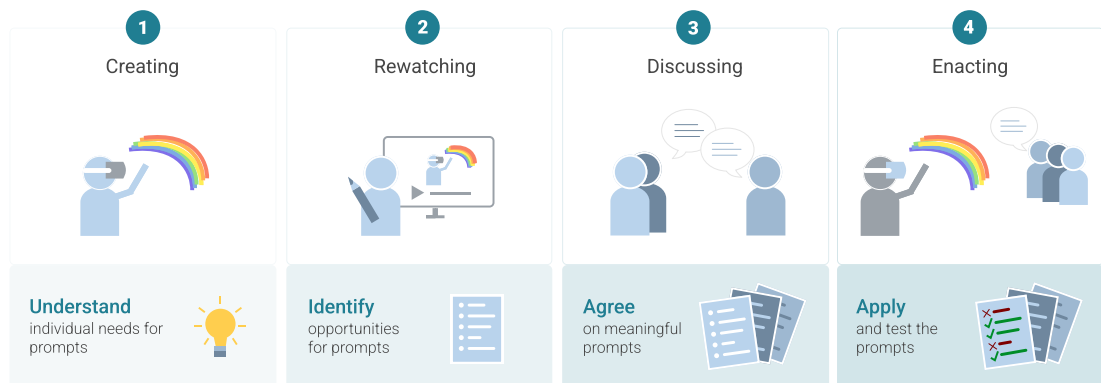 1
Creating
Understand
individual needs for
prompts
2
Rewatching
Identify
opportunities
for prompts
3
Discussing
Agree
on meaningful
prompts
4
Enacting
Apply
and test the
prompts